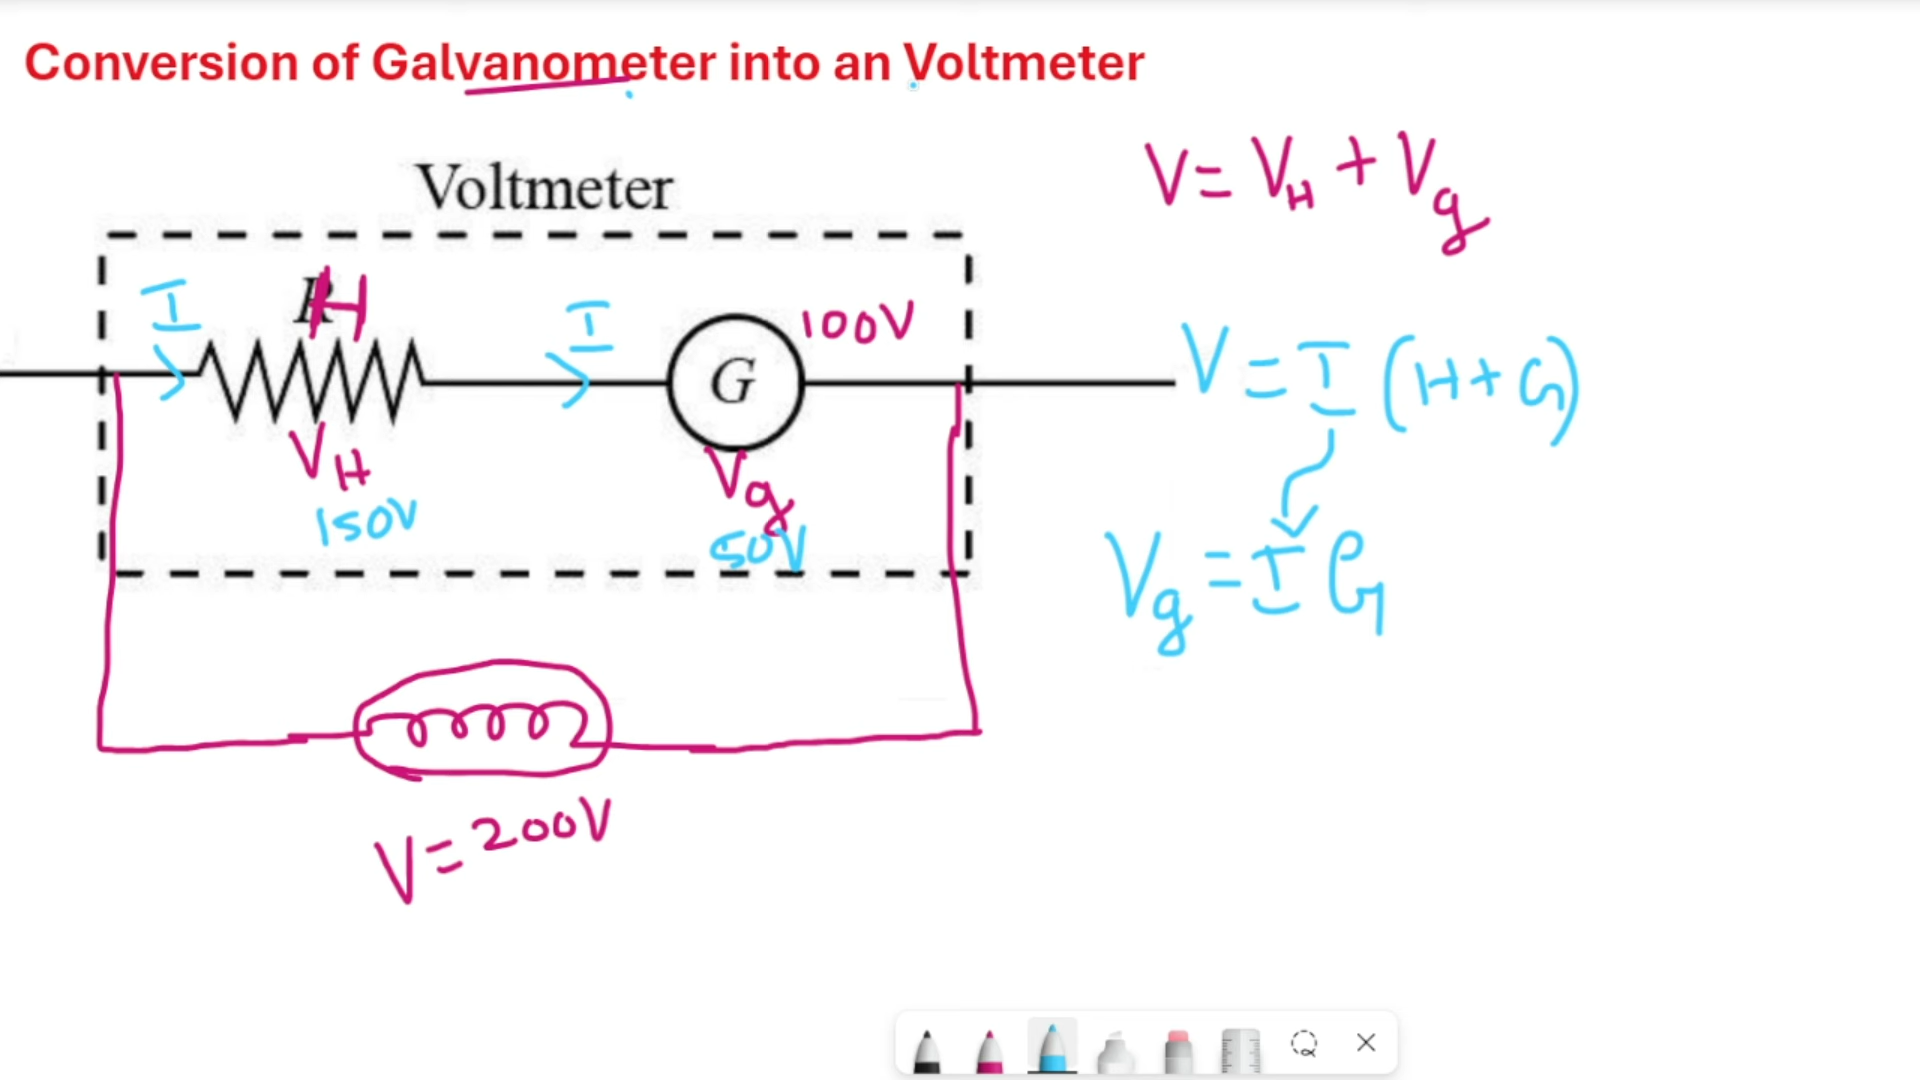 Conversion of Galvanometer into an Voltmeter
Voltmeter
V = V_H + V_g
I
H
I
100V
G
V = I (H + G)
V_H
150V
V_g
50V
V_g = I G
V = 200V